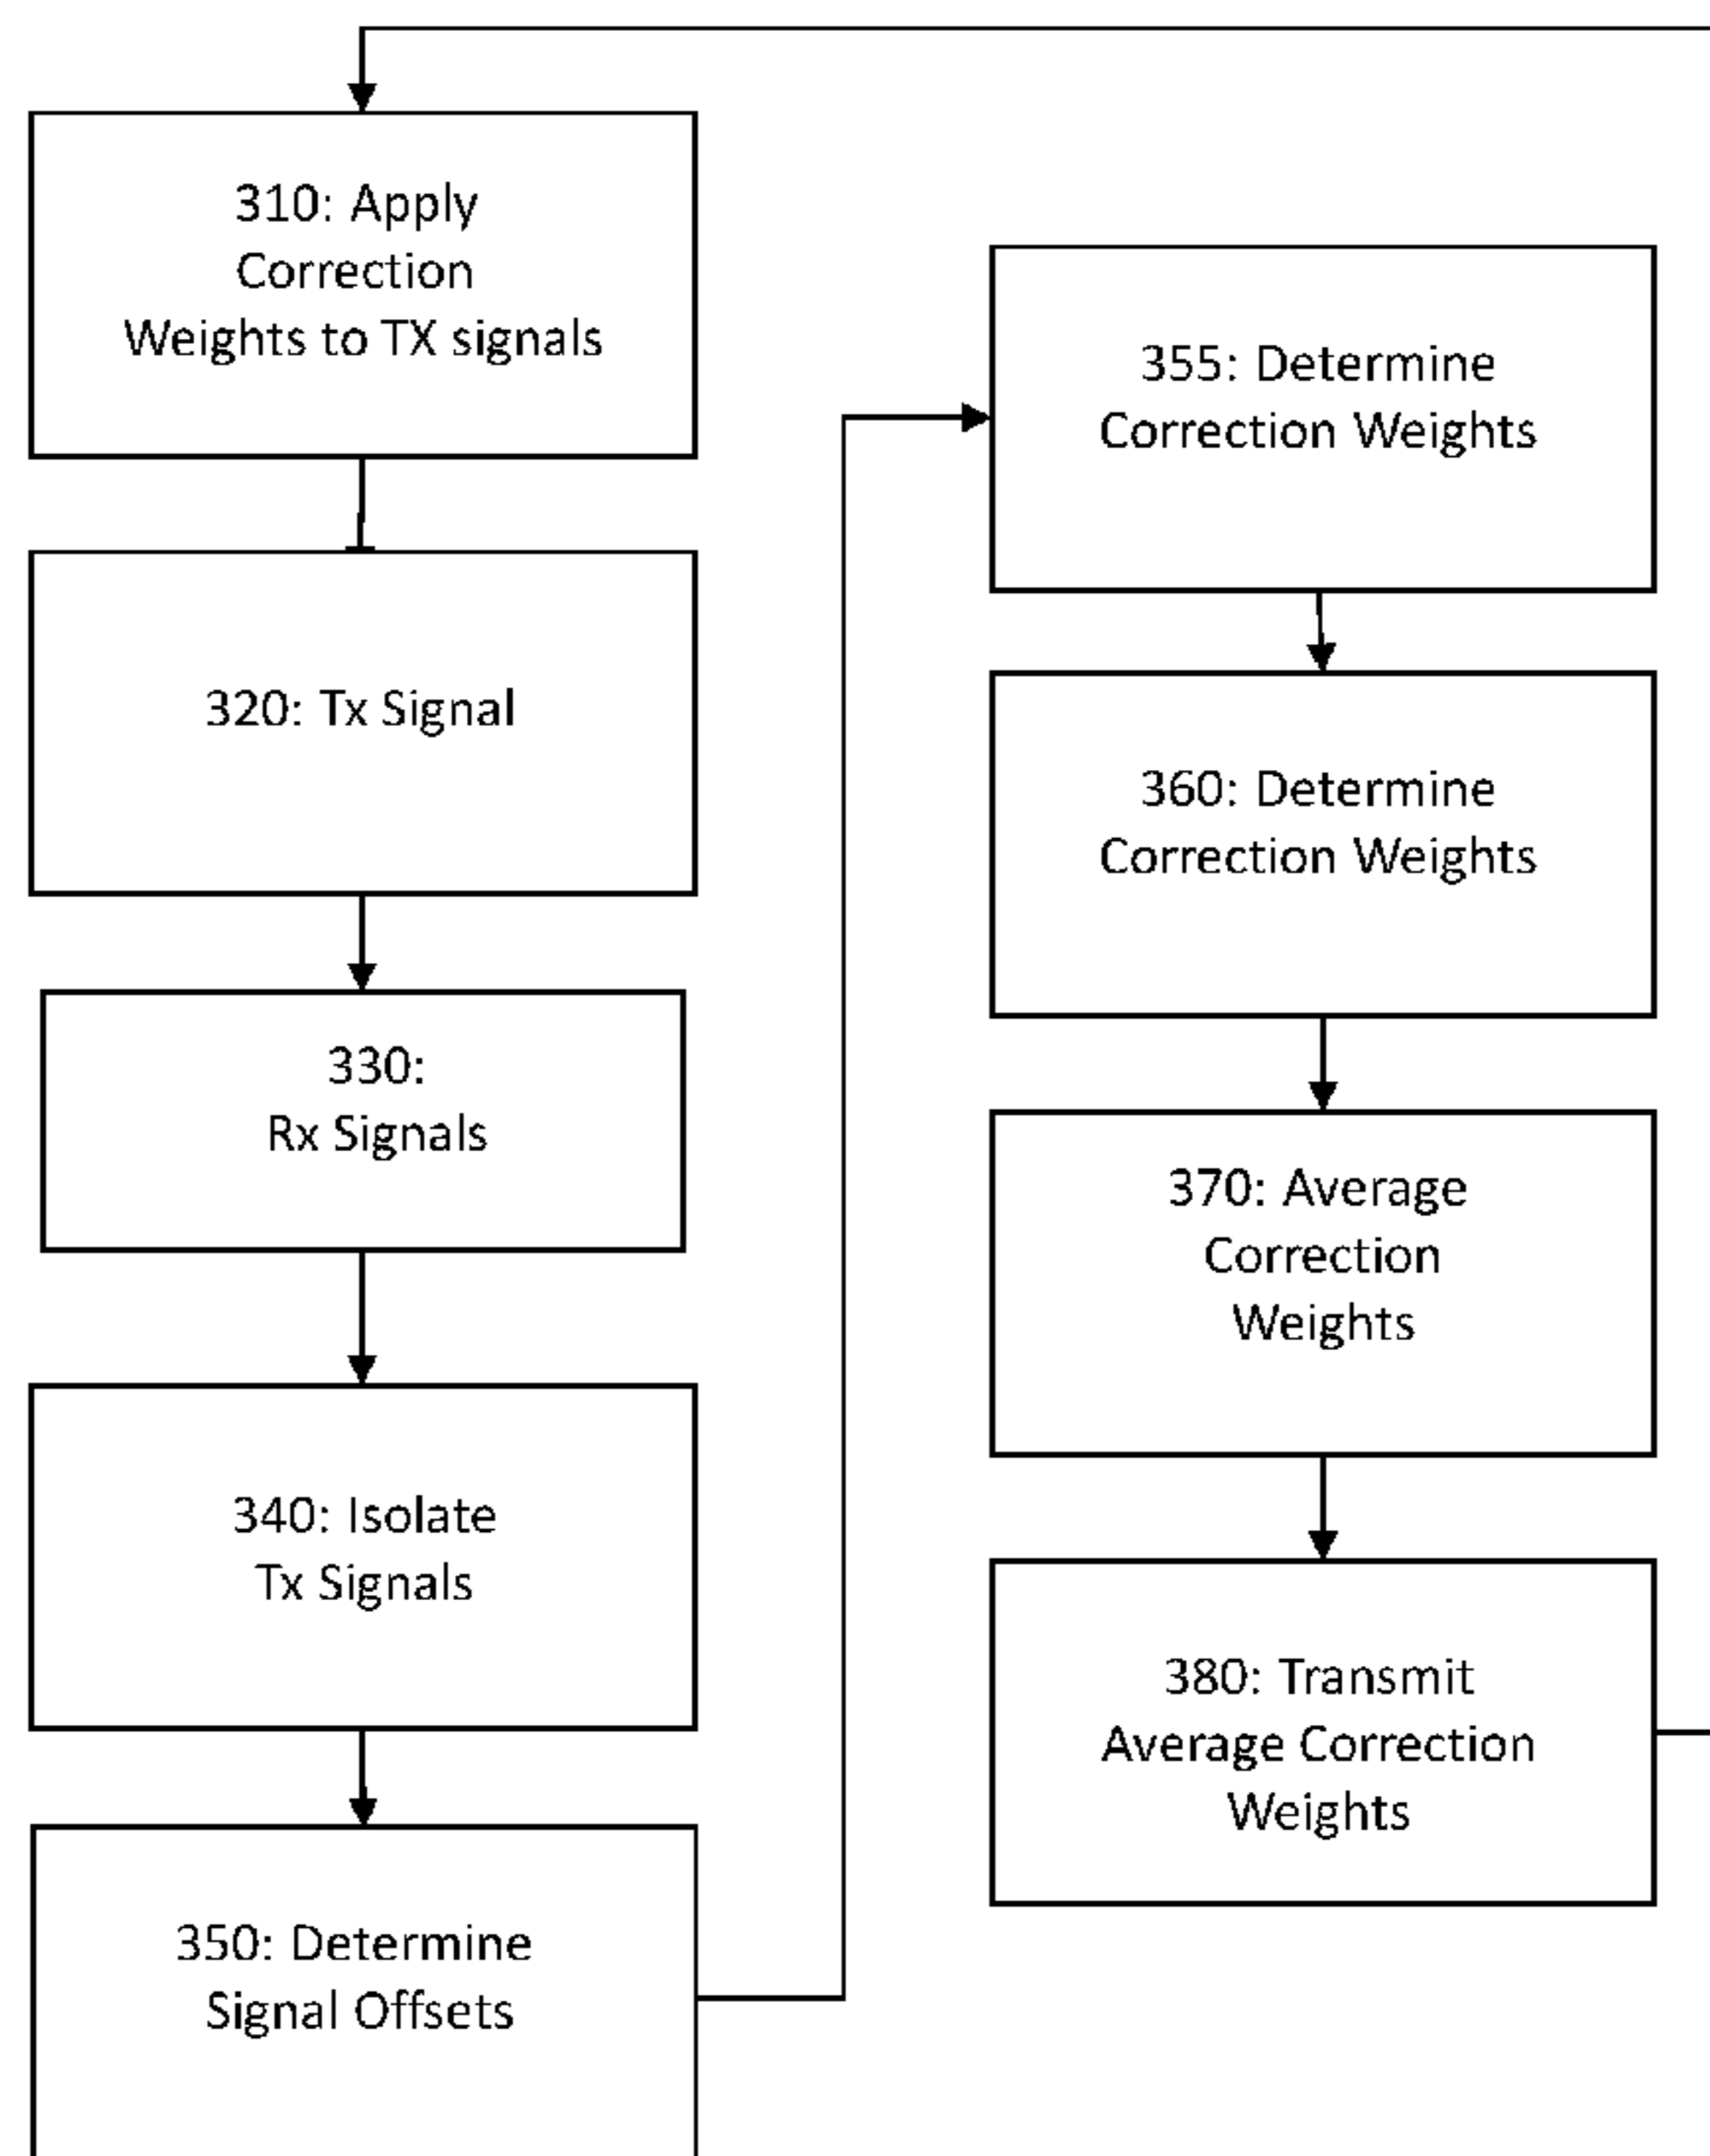 310: Apply
Correction
Weights to TX signals
320: Tx Signal
330:
Rx Signals
340: Isolate
Tx Signals
350: Determine
Signal Offsets
355: Determine
Correction Weights
360: Determine
Correction Weights
370: Average
Correction
Weights
380: Transmit
Average Correction
Weights